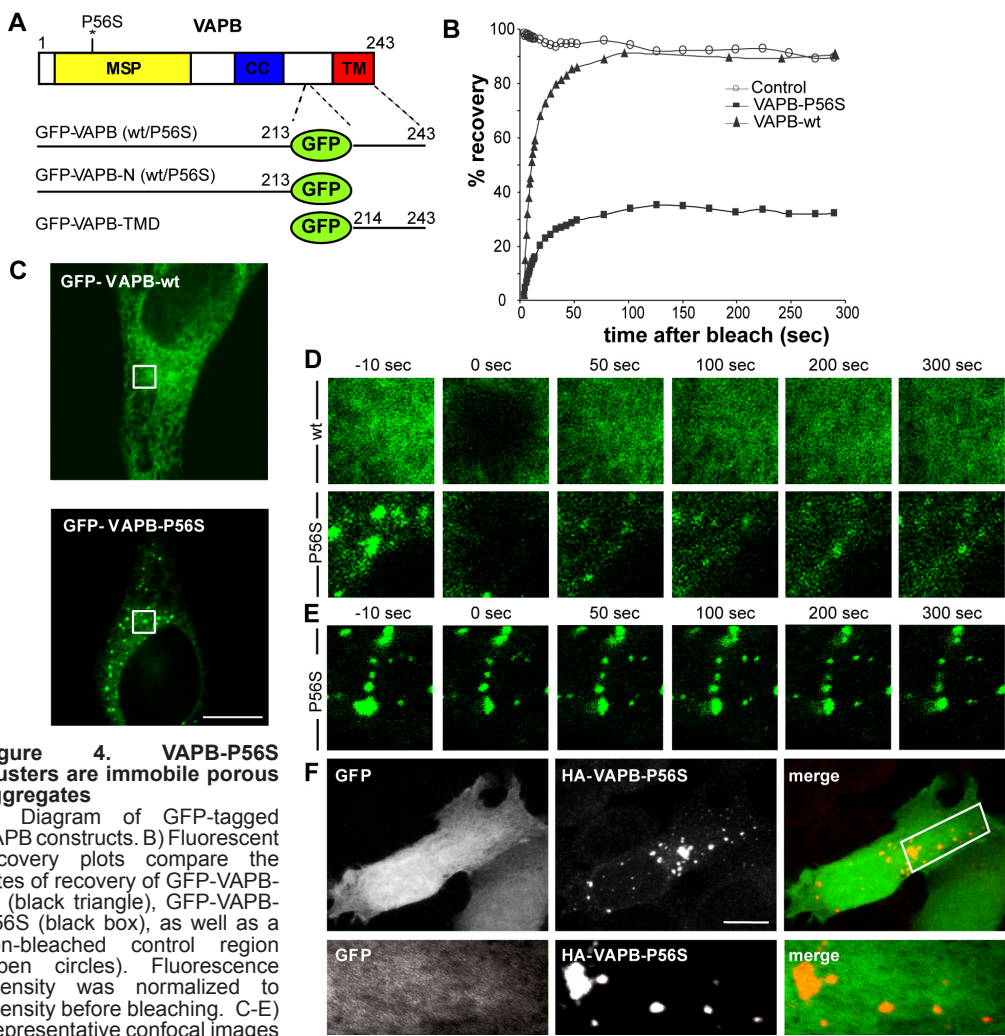 A
P56S
*
VAPB
1
243
MSP
CC
TM
GFP-VAPB (wt/P56S)
213
GFP
243
GFP-VAPB-N (wt/P56S)
213
GFP
GFP-VAPB-TMD
GFP
214
243
B
% recovery
100
80
60
40
20
0
0
50
100
150
200
250
300
time after bleach (sec)
Control
VAPB-P56S
VAPB-wt
C
GFP- VAPB-wt
GFP- VAPB-P56S
D
-10 sec
0 sec
50 sec
100 sec
200 sec
300 sec
wt
P56S
E
-10 sec
0 sec
50 sec
100 sec
200 sec
300 sec
P56S
F
GFP
HA-VAPB-P56S
merge
GFP
HA-VAPB-P56S
merge
gure 4. VAPB-P56S
usters are immobile porous
ggregates
Diagram of GFP-tagged
APB constructs. B) Fluorescent
covery plots compare the
tes of recovery of GFP-VAPB-
(black triangle), GFP-VAPB-
56S (black box), as well as a
on-bleached control region
pen circles). Fluorescence
ensity was normalized to
ensity before bleaching. C-E)
epresentative confocal images